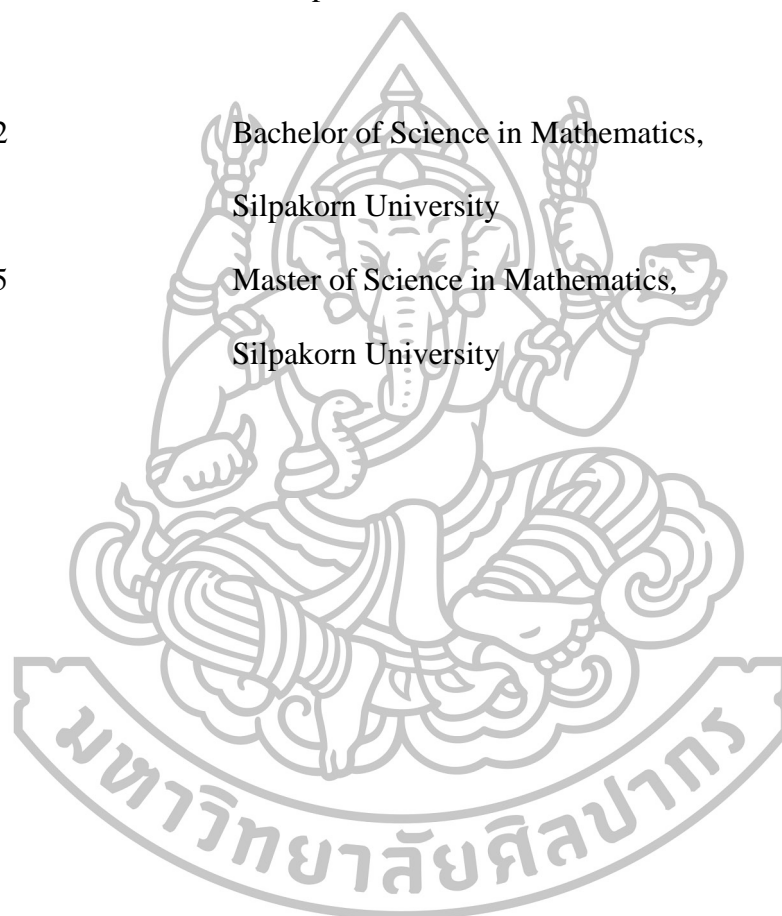 2 Bachelor of Science in Mathematics,
Silpakorn University
5 Master of Science in Mathematics,
Silpakorn University
มหาวิทยาลัยศิลปากร